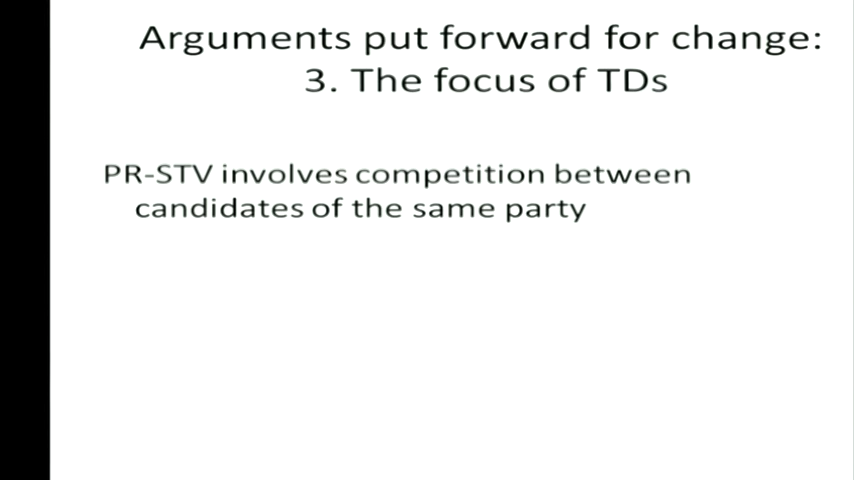 Arguments put forward for change:
3. The focus of TDs
PR-STV involves competition between
candidates of the same party